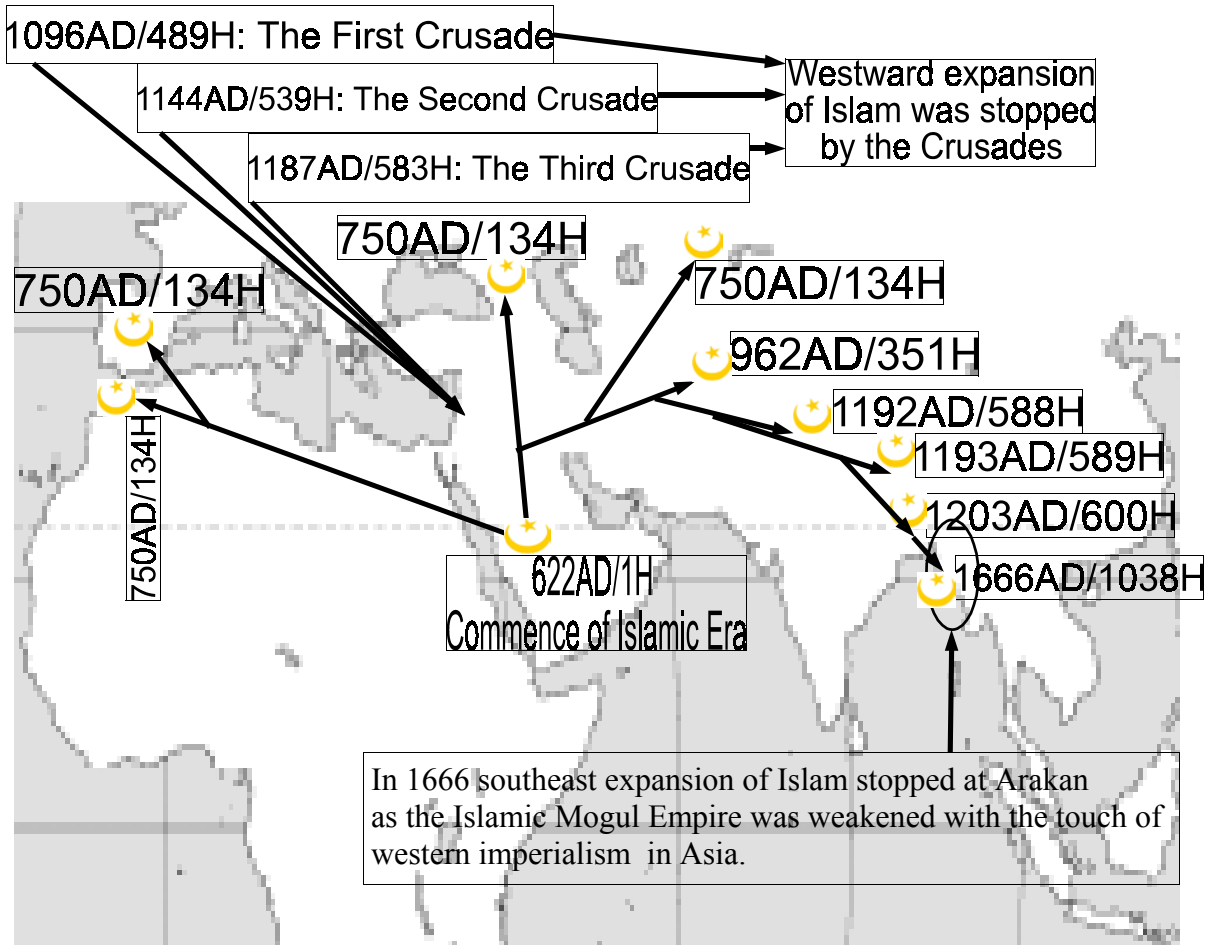 1096AD/489H: The First Crusade
1144AD/539H: The Second Crusade
1187AD/583H: The Third Crusade
Westward expansion
of Islam was stopped
by the Crusades
750AD/134H
750AD/134H
750AD/134H
750AD/134H
962AD/351H
1192AD/588H
1193AD/589H
1203AD/600H
1666AD/1038H
622AD/1H
Commence of Islamic Era
In 1666 southeast expansion of Islam stopped at Arakan
as the Islamic Mogul Empire was weakened with the touch of
western imperialism in Asia.